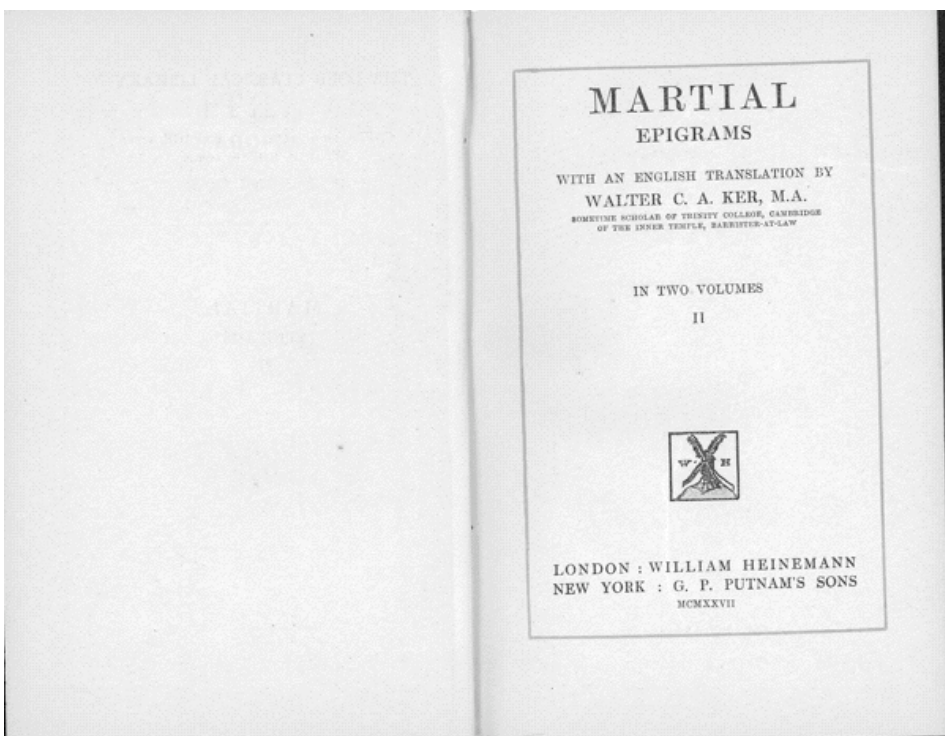 MARTIAL
EPIGRAMS
WITH AN ENGLISH TRANSLATION BY
WALTER C. A. KER, M.A.
SOMETIME SCHOLAR OF TRINITY COLLEGE, CAMBRIDGE
OF THE INNER TEMPLE, BARRISTER-AT-LAW
IN TWO VOLUMES
II
W · H
LONDON : WILLIAM HEINEMANN
NEW YORK : G. P. PUTNAM'S SONS
MCMXXVII